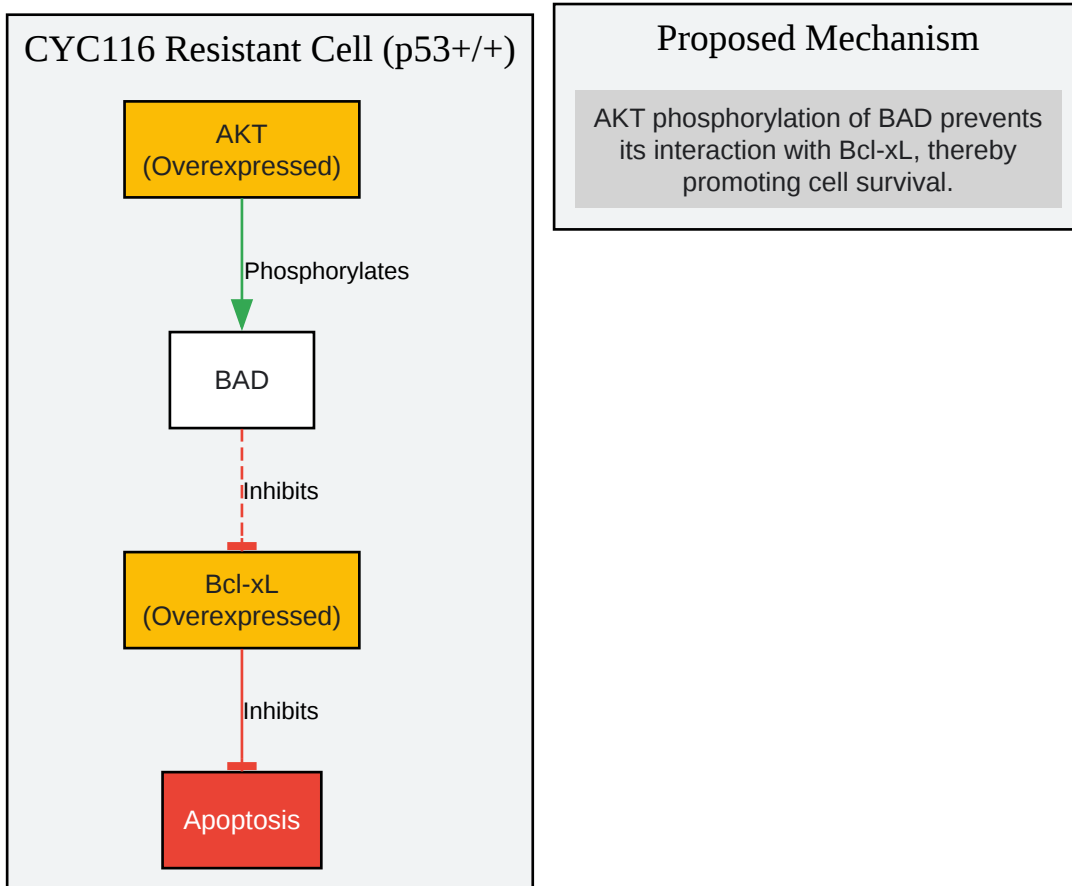 CYC116 Resistant Cell (p53+/+)
AKT
(Overexpressed)
Phosphorylates
BAD
Inhibits
Bcl-xL
(Overexpressed)
Inhibits
Apoptosis
Proposed Mechanism
AKT phosphorylation of BAD prevents
its interaction with Bcl-xL, thereby
promoting cell survival.